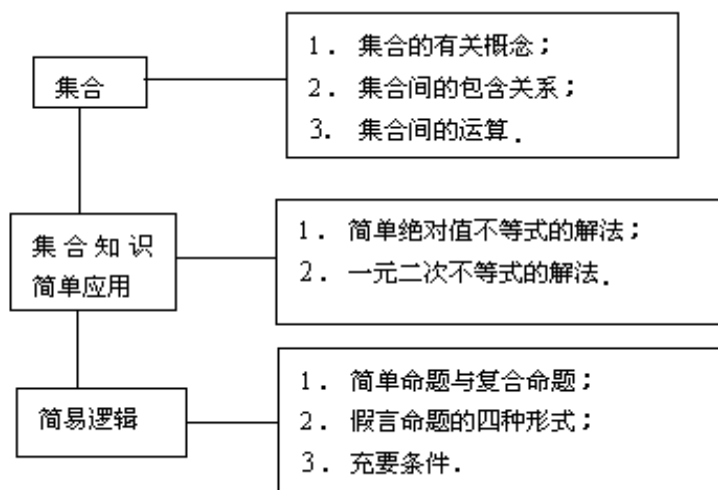 集合
1. 集合的有关概念；
2. 集合间的包含关系；
3. 集合间的运算．
集合知识
简单应用
1. 简单绝对值不等式的解法；
2. 一元二次不等式的解法．
简易逻辑
1. 简单命题与复合命题；
2. 假言命题的四种形式；
3. 充要条件．